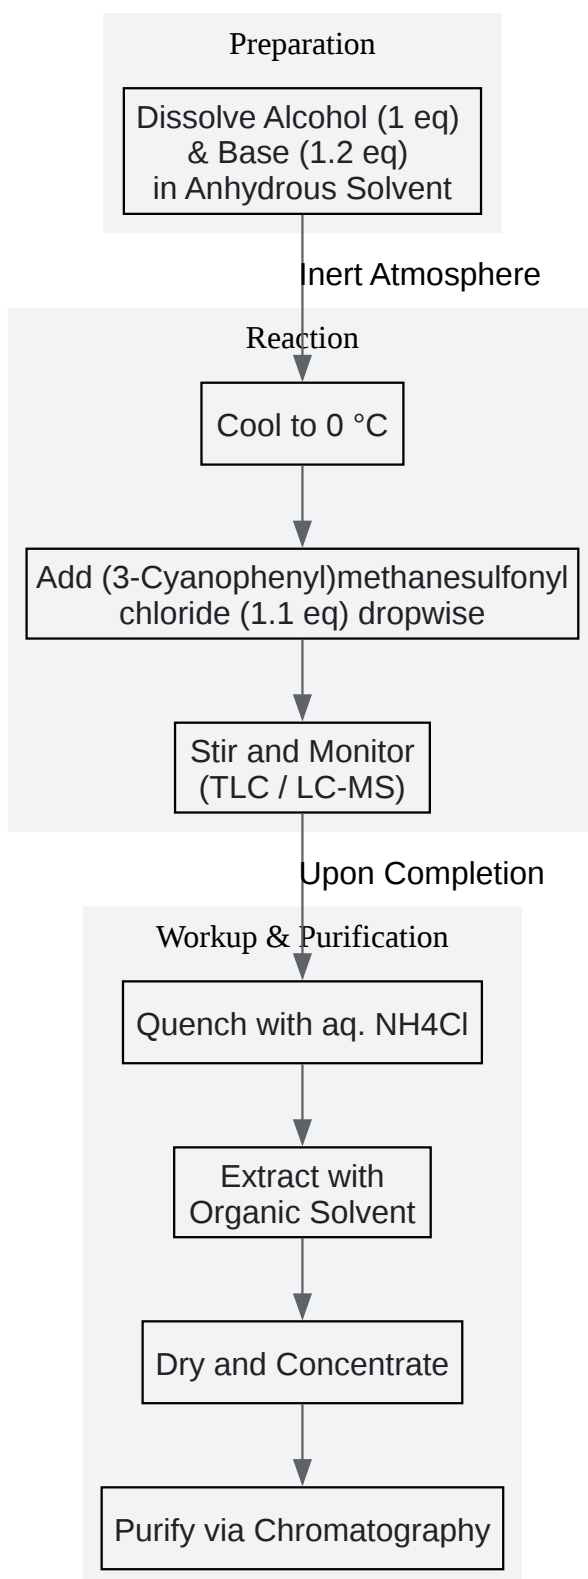 Preparation
Dissolve Alcohol (1 eq)
& Base (1.2 eq)
in Anhydrous Solvent
Inert Atmosphere
Reaction
Cool to 0 °C
Add (3-Cyanophenyl)methanesulfonyl
chloride (1.1 eq) dropwise
Stir and Monitor
(TLC / LC-MS)
Upon Completion
Workup & Purification
Quench with aq. NH4Cl
Extract with
Organic Solvent
Dry and Concentrate
Purify via Chromatography